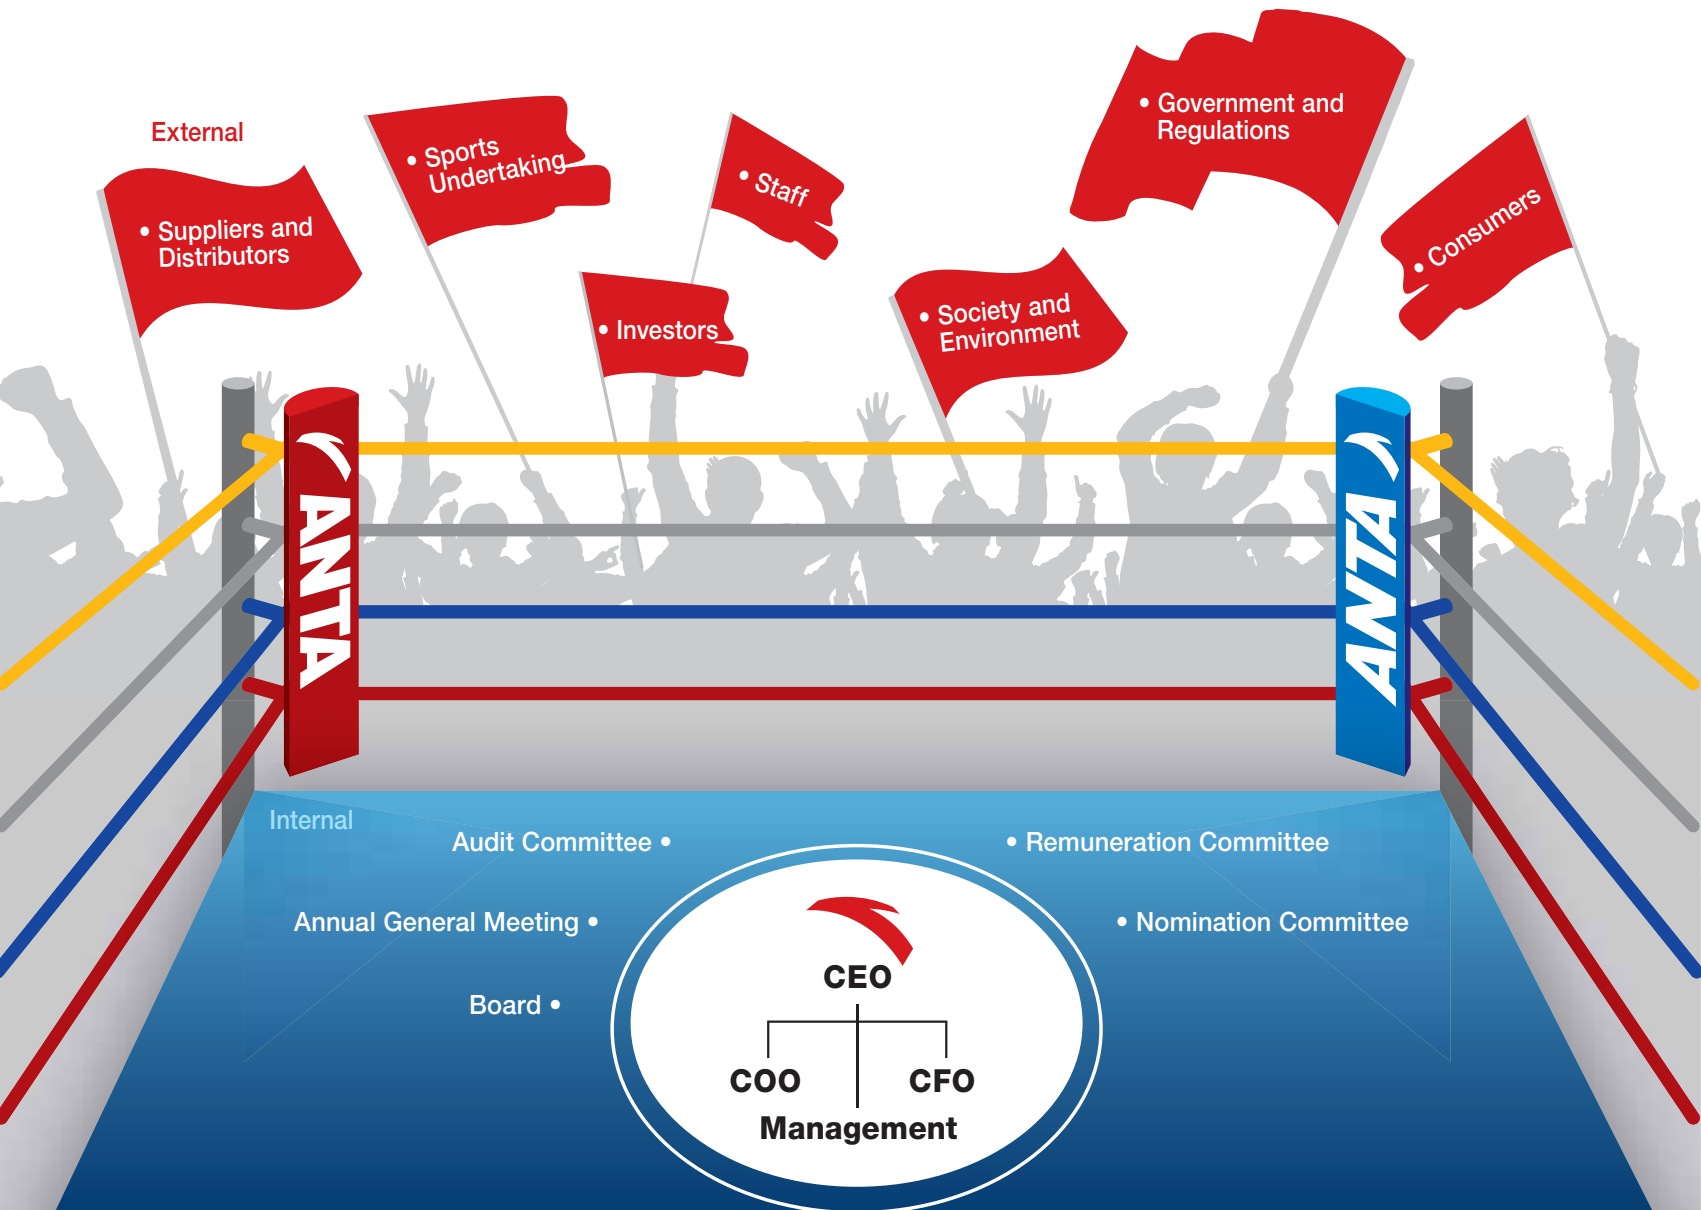 External
• Suppliers and
Distributors
• Sports
Undertaking
• Staff
• Investors
• Government and
Regulations
• Society and
Environment
• Consumers
ANTA
ANTA
Internal
Audit Committee •
• Remuneration Committee
Annual General Meeting •
• Nomination Committee
Board •
CEO
COO
CFO
Management